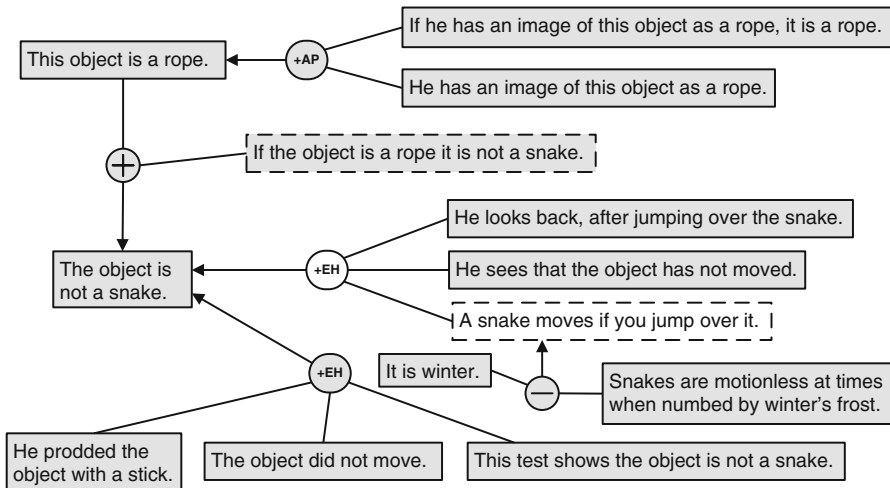 If he has an image of this object as a rope, it is a rope.
This object is a rope.
+AP
He has an image of this object as a rope.
+
If the object is a rope it is not a snake.
He looks back, after jumping over the snake.
The object is
not a snake.
+EH
He sees that the object has not moved.
A snake moves if you jump over it.
+EH
It is winter.
−
Snakes are motionless at times
when numbed by winter’s frost.
He prodded the
object with a stick.
The object did not move.
This test shows the object is not a snake.